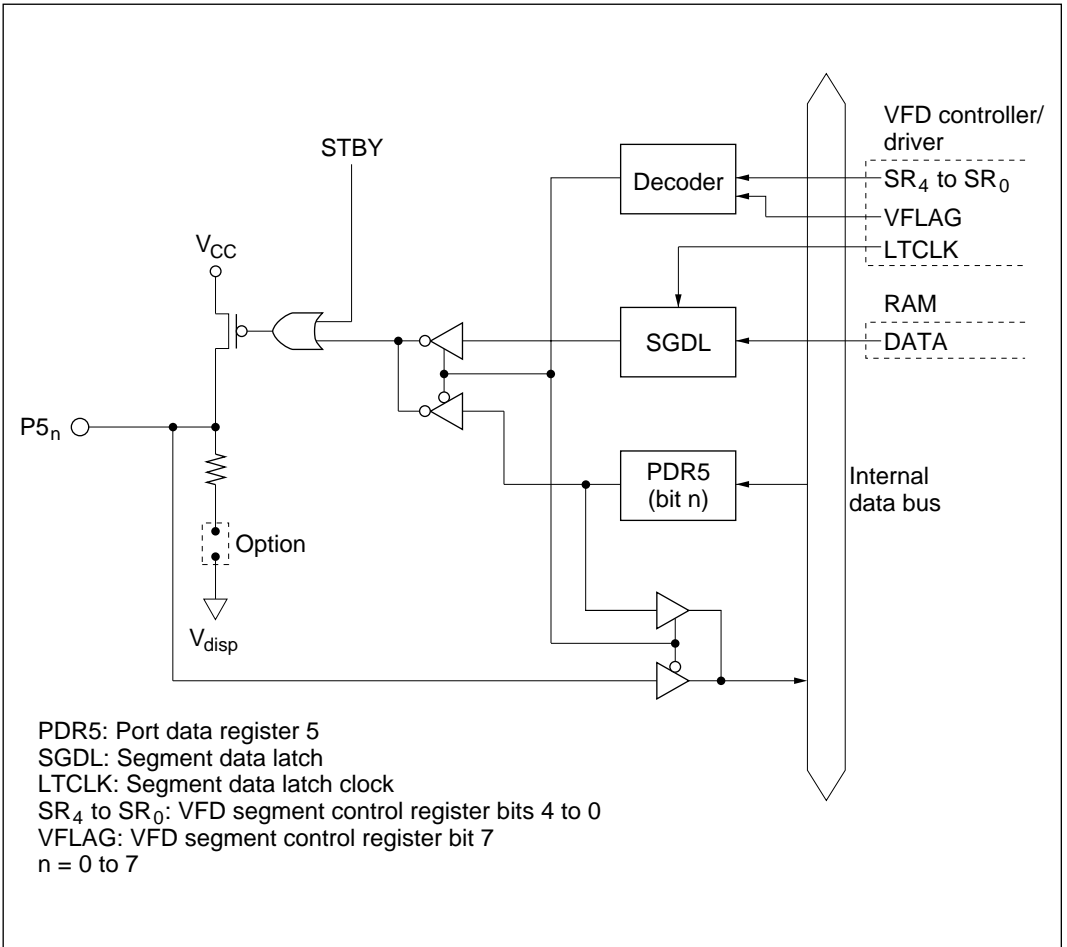 VFD controller/
driver
STBY
Decoder
SR4 to SR0
VFLAG
LTCLK
VCC
RAM
SGDL
DATA
P5n
PDR5
(bit n)
Internal
data bus
Option
Vdisp
PDR5: Port data register 5
SGDL: Segment data latch
LTCLK: Segment data latch clock
SR4 to SR0: VFD segment control register bits 4 to 0
VFLAG: VFD segment control register bit 7
n = 0 to 7